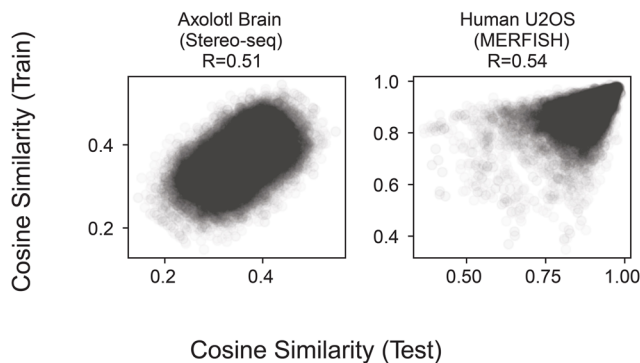 Axolotl Brain
(Stereo-seq)
R=0.51
Human U2OS
(MERFISH)
R=0.54
Cosine Similarity (Train)
0.4
0.2
0.2
0.4
1.0
0.8
0.6
0.4
0.50
0.75
1.00
Cosine Similarity (Test)